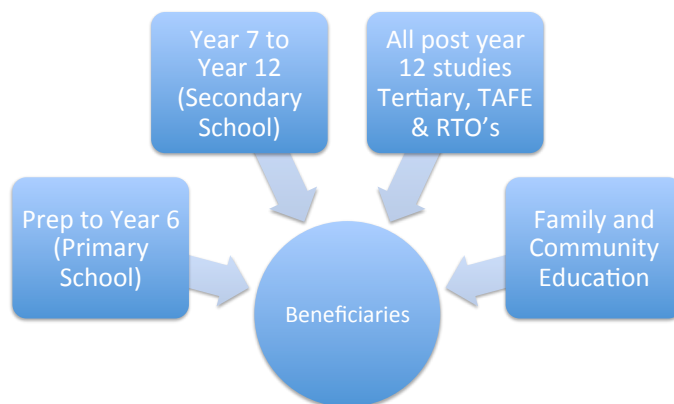 Year 7 to
Year 12
(Secondary
School)
All post year
12 studies
Tertiary, TAFE
& RTO’s
Prep to Year 6
(Primary
School)
Family and
Community
Education
Beneficiaries